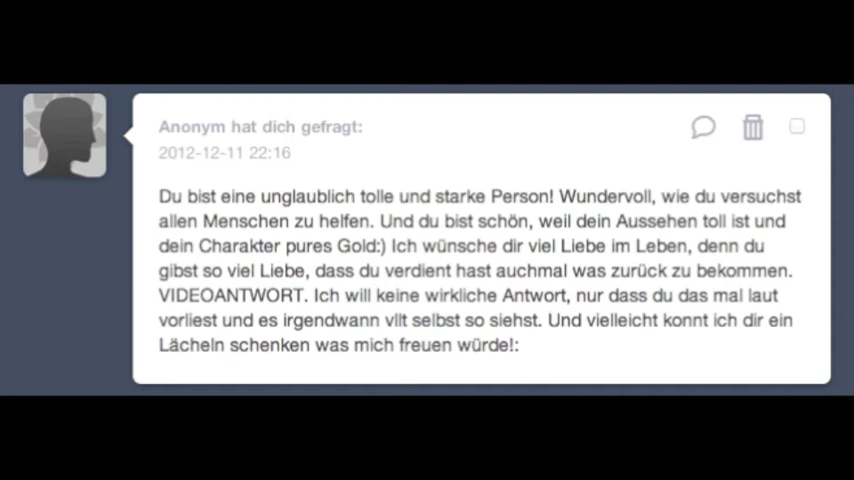 Anonym hat dich gefragt:
2012-12-11 22:16
Du bist eine unglaublich tolle und starke Person! Wundervoll, wie du versuchst
allen Menschen zu helfen. Und du bist schön, weil dein Aussehen toll ist und
dein Charakter pures Gold:) Ich wünsche dir viel Liebe im Leben, denn du
gibst so viel Liebe, dass du verdient hast auchmal was zurück zu bekommen.
VIDEOANTWORT. Ich will keine wirkliche Antwort, nur dass du das mal laut
vorliest und es irgendwann vllt selbst so siehst. Und vielleicht konnt ich dir ein
Lächeln schenken was mich freuen würde!: